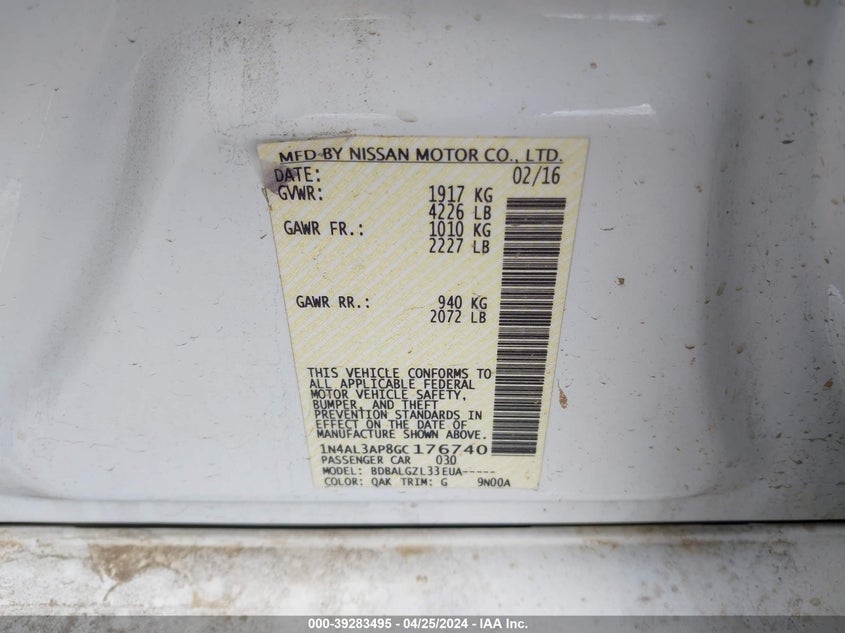 MFD BY NISSAN MOTOR CO., LTD.
DATE: 02/16
GVWR: 1917 KG
4226 LB
GAWR FR.: 1010 KG
2227 LB
GAWR RR.: 940 KG
2072 LB
THIS VEHICLE CONFORMS TO
ALL APPLICABLE FEDERAL
MOTOR VEHICLE SAFETY,
BUMPER, AND THEFT
PREVENTION STANDARDS IN
EFFECT ON THE DATE OF
MANUFACTURE SHOWN ABOVE.
1N4AL3AP8GC176740
PASSENGER CAR 030
MODEL: BDBALGZL33EUA-----
COLOR: QAK TRIM: G 9N00A
000-39283495 - 04/25/2024 - IAA Inc.